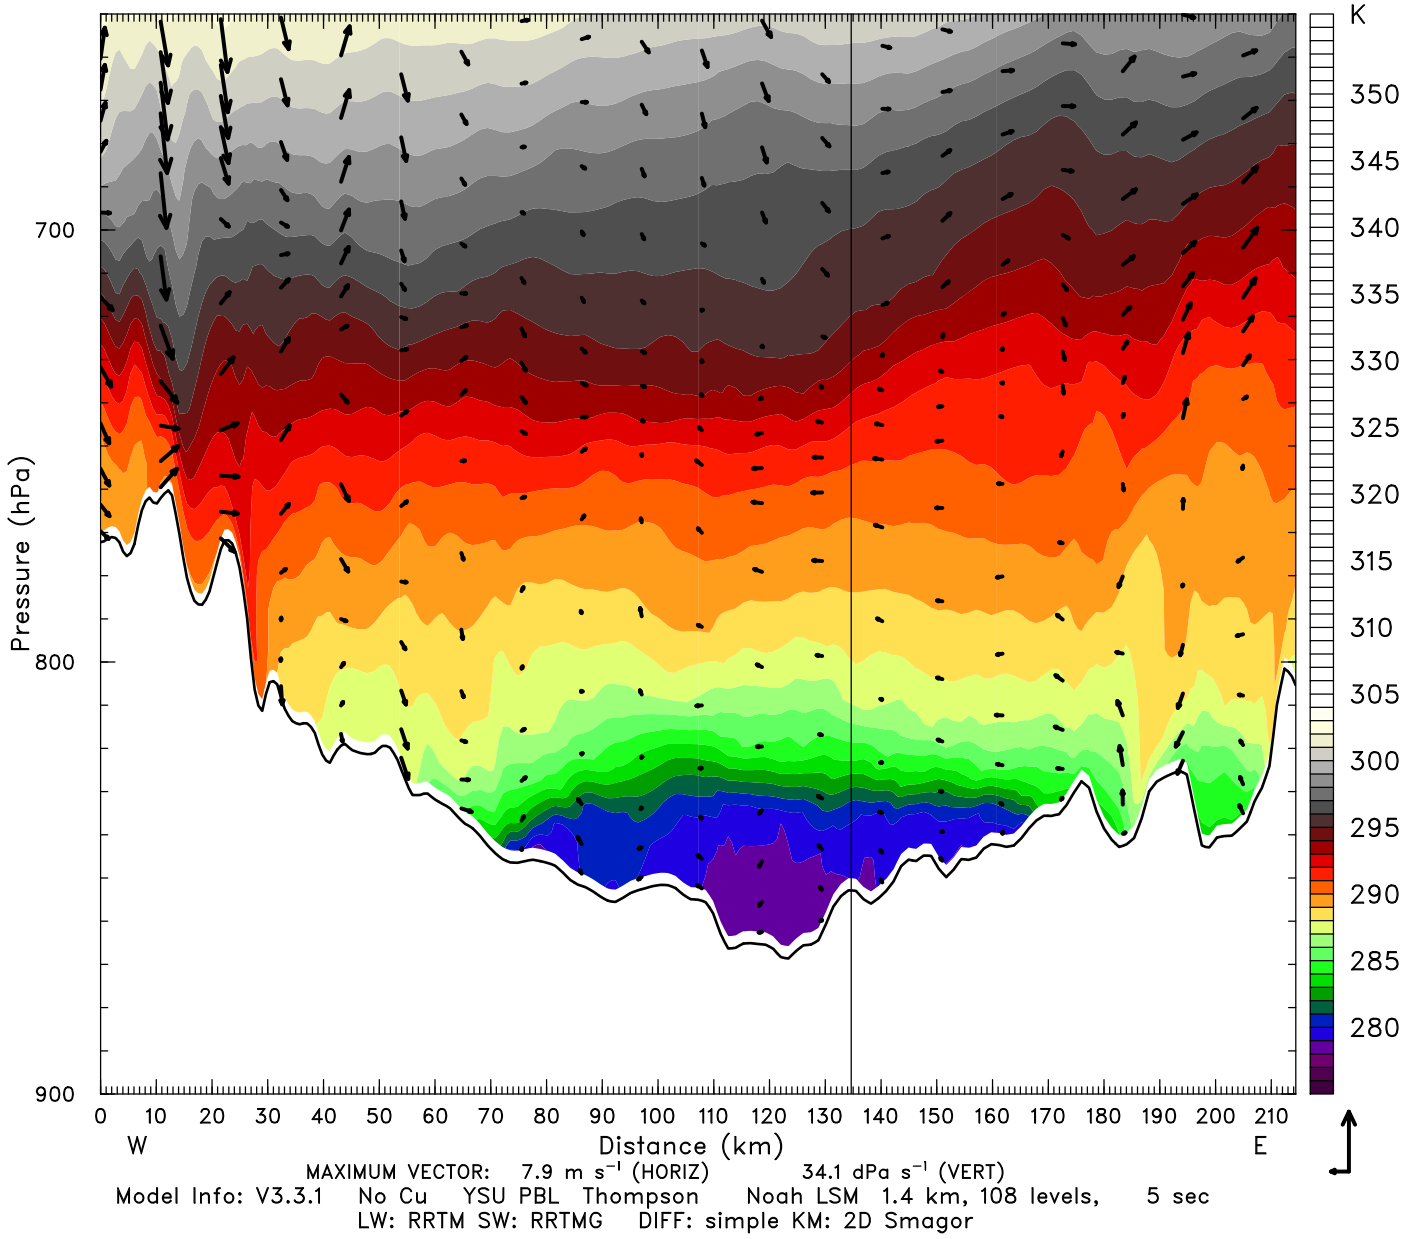 K
350
345
340
335
330
325
320
315
310
305
300
295
290
285
280
Pressure (hPa)
700
800
900
0 10 20 30 40 50 60 70 80 90 100 110 120 130 140 150 160 170 180 190 200 210
W Distance (km) E
MAXIMUM VECTOR: 7.9 m s⁻¹ (HORIZ) 34.1 dPa s⁻¹ (VERT)
Model Info: V3.3.1 No Cu YSU PBL Thompson Noah LSM 1.4 km, 108 levels, 5 sec
LW: RRTM SW: RRTMG DIFF: simple KM: 2D Smagor